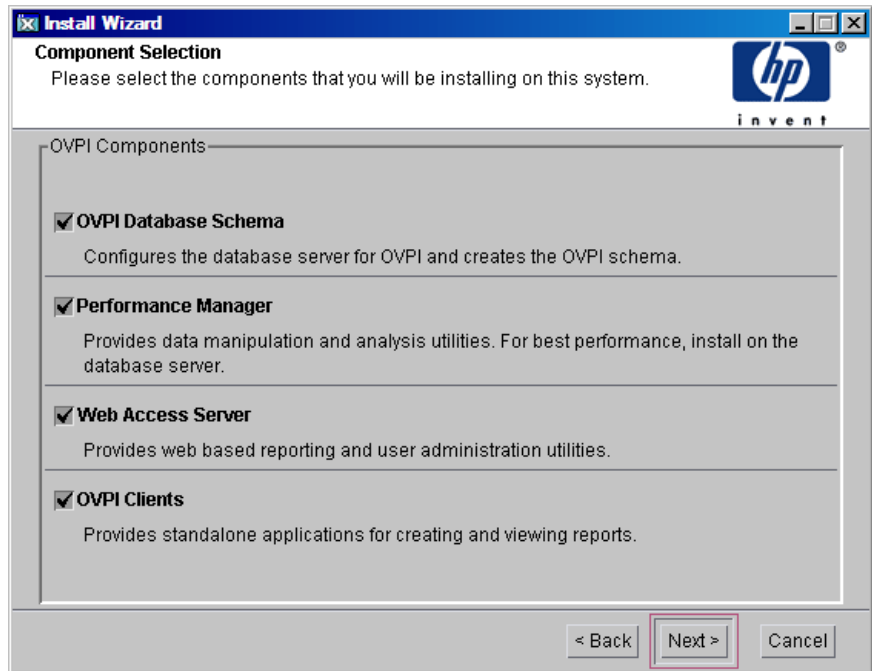 Install Wizard
Component Selection
Please select the components that you will be installing on this system.
hp
®
invent
OVPI Components
OVPI Database Schema
Configures the database server for OVPI and creates the OVPI schema.
Performance Manager
Provides data manipulation and analysis utilities. For best performance, install on the
database server.
Web Access Server
Provides web based reporting and user administration utilities.
OVPI Clients
Provides standalone applications for creating and viewing reports.
< Back
Next >
Cancel